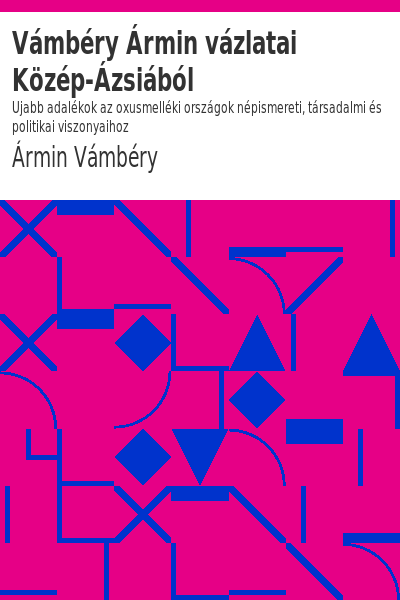 Vámbéry Ármin vázlatai
Közép-Ázsiából
Ujabb adalékok az oxusmelléki országok népismereti, társadalmi és
politikai viszonyaihoz
Ármin Vámbéry